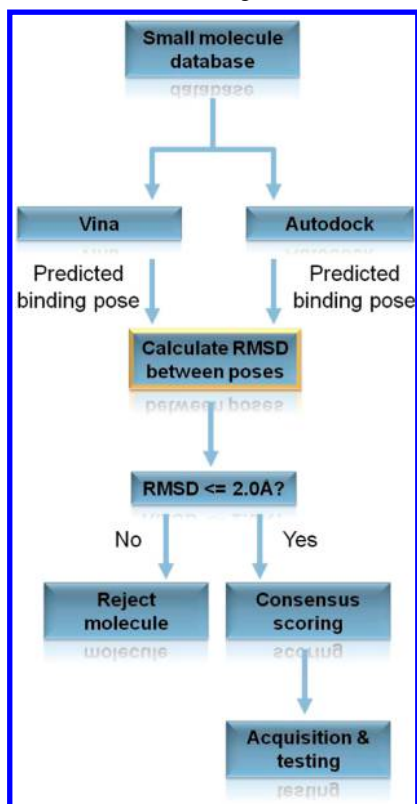 Small molecule
database
Vina
Autodock
Predicted
binding pose
Predicted
binding pose
Calculate RMSD
between poses
RMSD <= 2.0Å?
No
Yes
Reject
molecule
Consensus
scoring
Acquisition &
testing